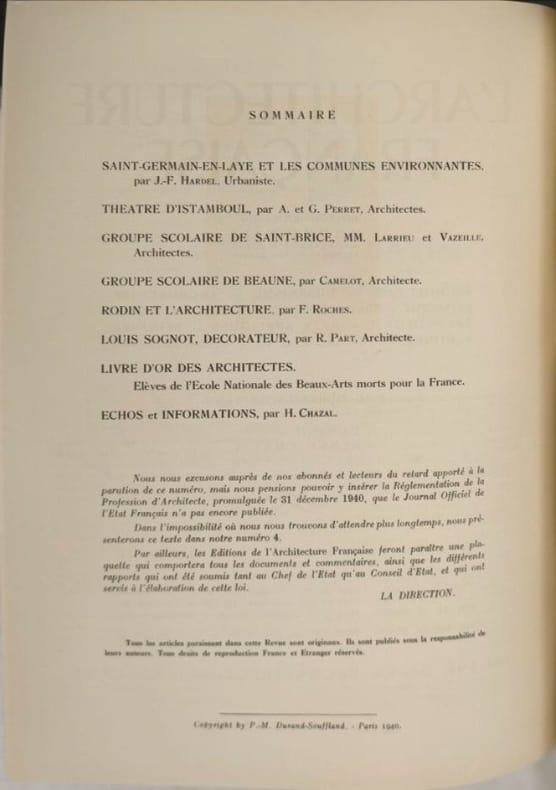 SOMMAIRE
SAINT-GERMAIN-EN-LAYE ET LES COMMUNES ENVIRONNANTES,
par J.-F. HARDEL, Urbaniste.
THEATRE D'ISTAMBOUL, par A. et G. PERRET, Architectes.
GROUPE SCOLAIRE DE SAINT-BRICE, MM. LARRIEU et VAZEILLE,
Architectes.
GROUPE SCOLAIRE DE BEAUNE, par CAMELOT, Architecte.
RODIN ET L'ARCHITECTURE, par F. ROCHES.
LOUIS SOGNOT, DECORATEUR, par R. PART, Architecte.
LIVRE D'OR DES ARCHITECTES.
Elèves de l'Ecole Nationale des Beaux-Arts morts pour la France.
ECHOS et INFORMATIONS, par H. CHAZAL.
Nous nous excusons auprès de nos abonnés et lecteurs du retard apporté à la
parution de ce numéro, mais nous pensions pouvoir y insérer la Réglementation de la
Profession d'Architecte, promulguée le 31 décembre 1940, que le Journal Officiel de
l'Etat Français n'a pas encore publiée.
Dans l'impossibilité où nous nous trouvons d'attendre plus longtemps, nous pré-
senterons ce texte dans notre numéro 4.
Par ailleurs, les Editions de l'Architecture Française feront paraître une pla-
quette qui comportera tous les documents et commentaires, ainsi que les différents
rapports qui ont été soumis tant au Chef de l'Etat qu'au Conseil d'Etat, et qui ont
servis à l'élaboration de cette loi.
LA DIRECTION.
Tous les articles paraissant dans cette Revue sont originaux. Ils sont publiés sous la responsabilité de
leurs auteurs. Tous droits de reproduction France et Etranger réservés.
Copyright by P.-M. Durand-Souffland. - Paris 1940.